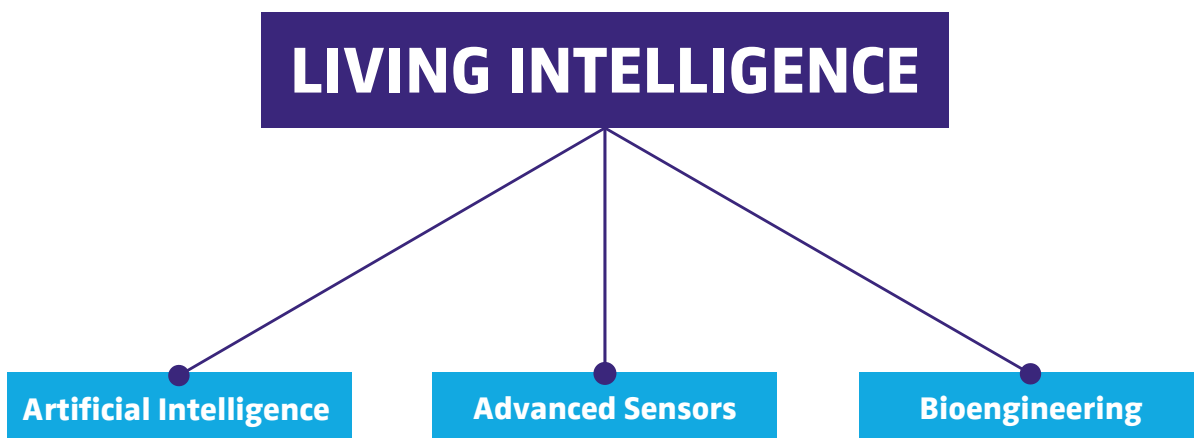 LIVING INTELLIGENCE
Artificial Intelligence
Advanced Sensors
Bioengineering